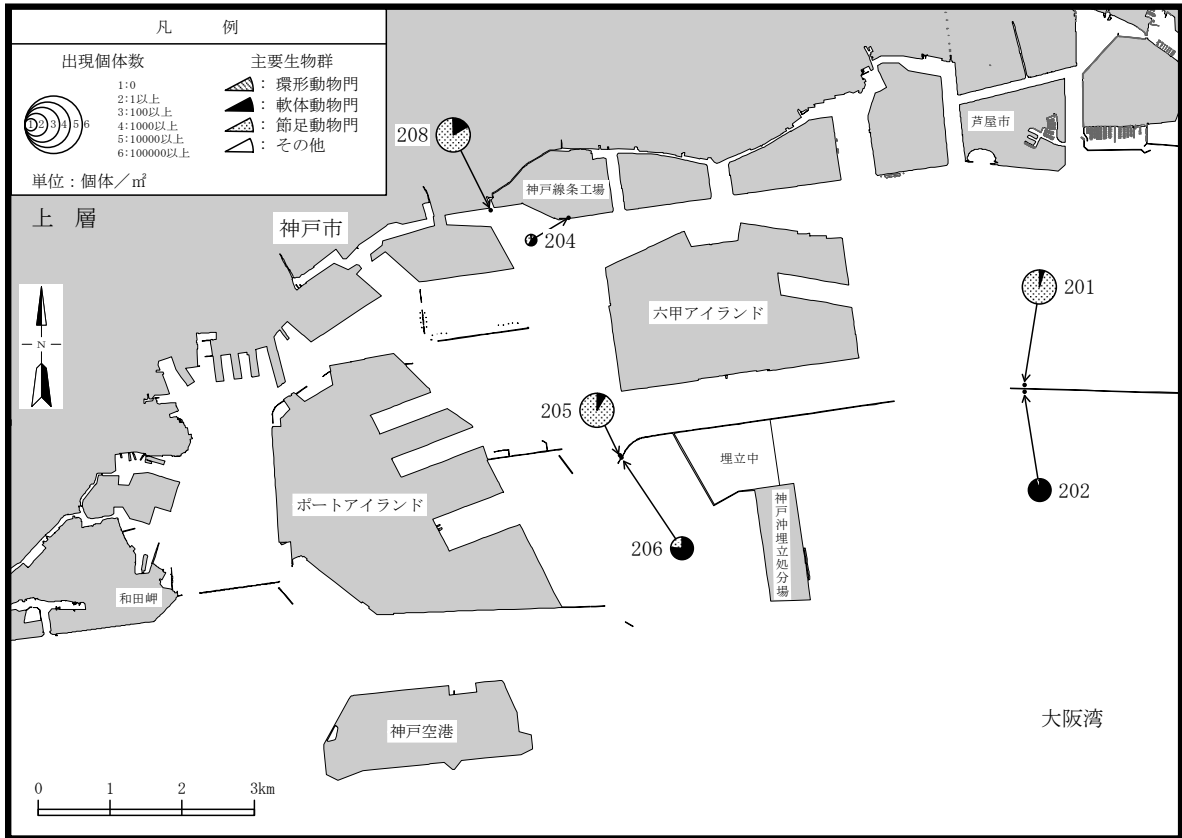 凡 例
出現個体数
1:0
2:1以上
3:100以上
4:1000以上
5:10000以上
6:100000以上
1 2 3 4 5 6
主要生物群
: 環形動物門
: 軟体動物門
: 節足動物門
: その他
単位:個体/㎡
上 層
N
神戸市
208
神戸線条工場
204
芦屋市
六甲アイランド
201
202
205
206
埋立中
神戸沖埋立処分場
ポートアイランド
和田岬
神戸空港
大阪湾
0 1 2 3km